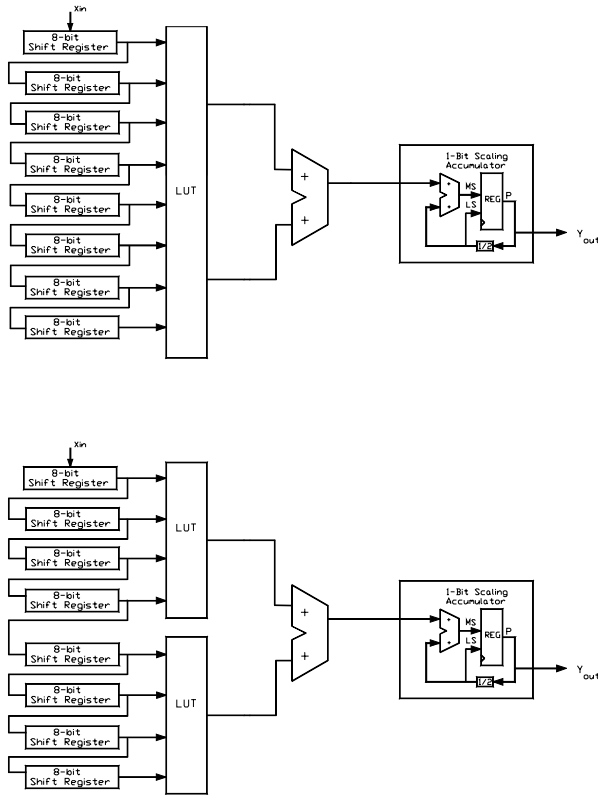 Xin
8-bit
Shift Register
8-bit
Shift Register
8-bit
Shift Register
8-bit
Shift Register
8-bit
Shift Register
8-bit
Shift Register
8-bit
Shift Register
8-bit
Shift Register
LUT
+
+
1-Bit Scaling
Accumulator
+
+
MS
LS
REG
P
1/2
Yout
Xin
8-bit
Shift Register
8-bit
Shift Register
8-bit
Shift Register
8-bit
Shift Register
8-bit
Shift Register
8-bit
Shift Register
8-bit
Shift Register
8-bit
Shift Register
LUT
LUT
+
+
1-Bit Scaling
Accumulator
+
+
MS
LS
REG
P
1/2
Yout